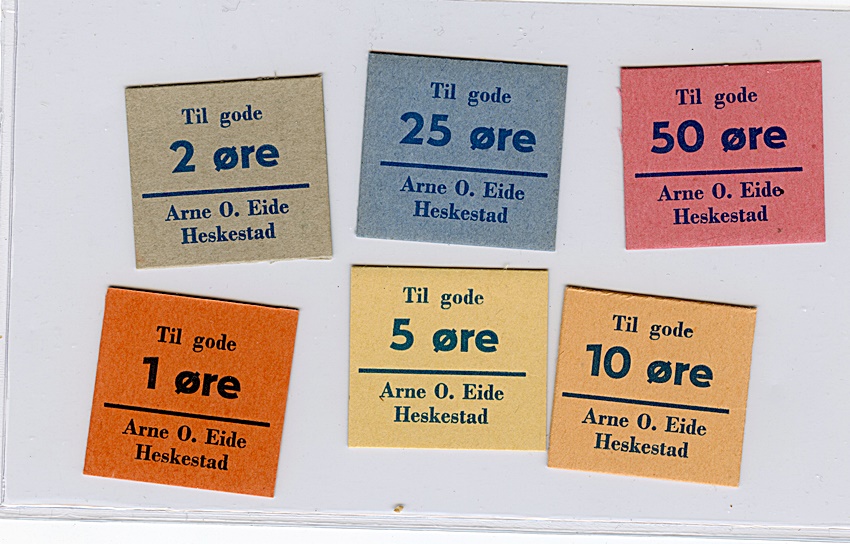 Til gode
2 øre
Arne O. Eide
Heskestad
Til gode
25 øre
Arne O. Eide
Heskestad
Til gode
50 øre
Arne O. Eide
Heskestad
Til gode
1 øre
Arne O. Eide
Heskestad
Til gode
5 øre
Arne O. Eide
Heskestad
Til gode
10 øre
Arne O. Eide
Heskestad